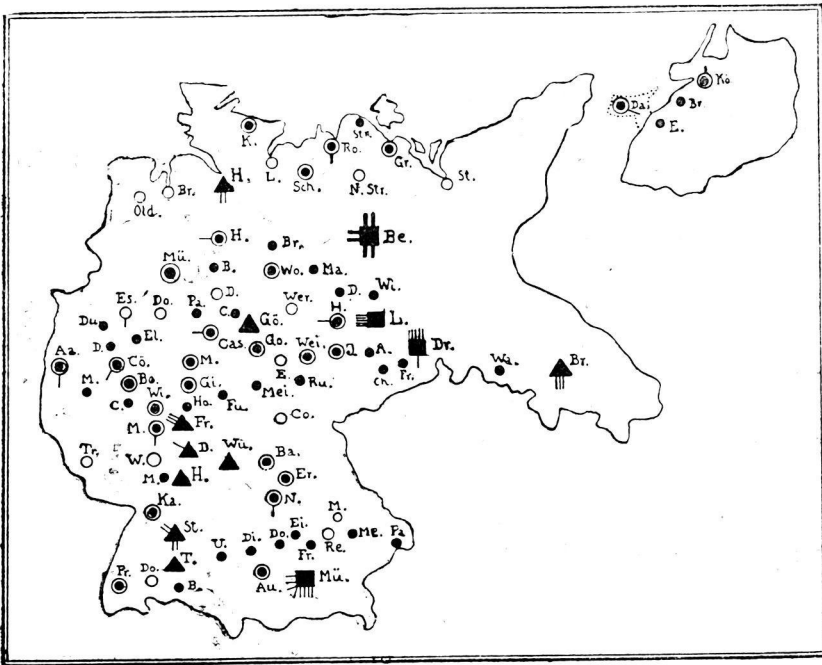 Kö.
Da.
Br.
E.
K.
Str.
L.
Ro.
Gr.
Sch.
N.Str.
St.
Br.
H.
Old.
H.
Br.
Be.
Mü.
B.
Wo.
Ma.
D.
D.
Wi.
Es.
Do.
Pa.
C.
Wer.
H.
L.
Du.
Gö.
El.
Cas.
D.
Go.
Wei.
J.
A.
Dr.
Aa.
Cö.
M.
E.
Ch.
Fr.
Wa.
Br.
M.
Bo.
Gi.
Mei.
Ru.
C.
Wi.
Ha.
Fu.
M.
Fr.
Co.
Tr.
W.
D.
Wü.
Ba.
M.
H.
Er.
Ka.
N.
M.
St.
Ei.
Do.
Re.
Me.
Pa.
U.
Di.
Fr.
T.
Fr.
Do.
B.
Au.
Mü.